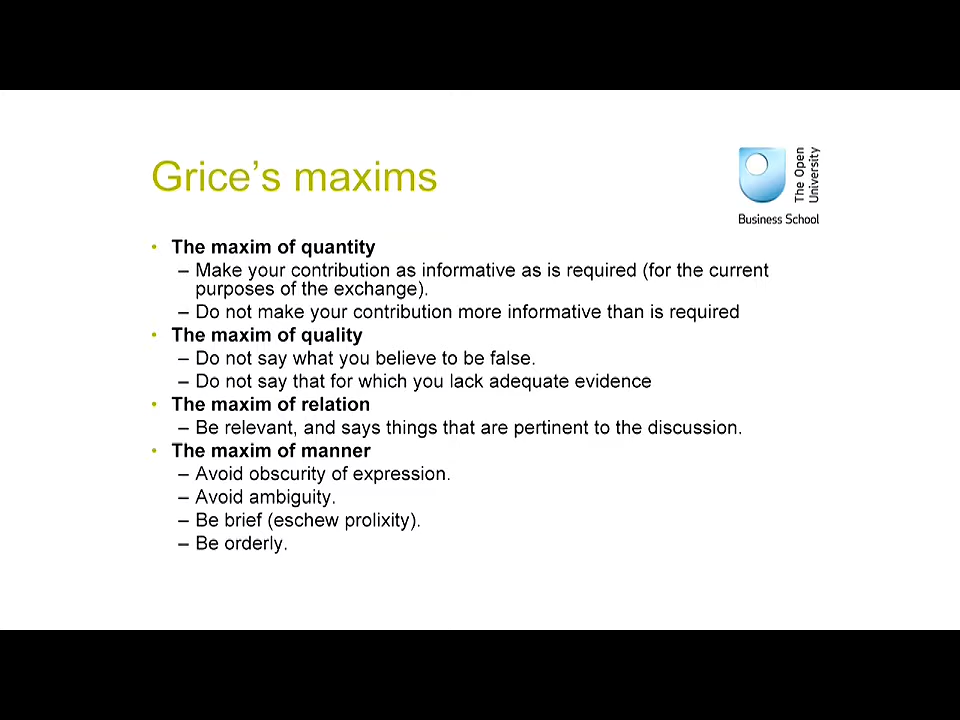 Grice's maxims
The Open
University
Business School
• The maxim of quantity
– Make your contribution as informative as is required (for the current
purposes of the exchange).
– Do not make your contribution more informative than is required
• The maxim of quality
– Do not say what you believe to be false.
– Do not say that for which you lack adequate evidence
• The maxim of relation
– Be relevant, and says things that are pertinent to the discussion.
• The maxim of manner
– Avoid obscurity of expression.
– Avoid ambiguity.
– Be brief (eschew prolixity).
– Be orderly.